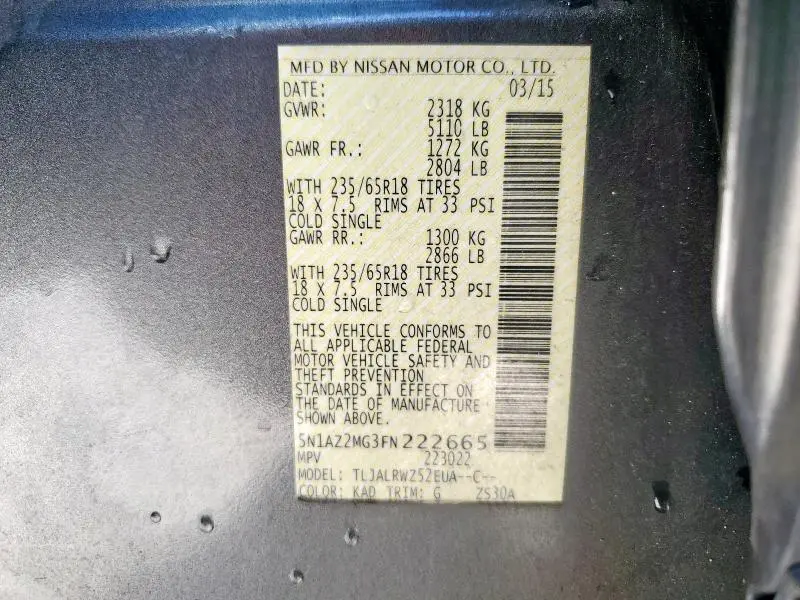 MFD BY NISSAN MOTOR CO., LTD.
DATE: 03/15
GVWR: 2318 KG
5110 LB
GAWR FR.: 1272 KG
2804 LB
WITH 235/65R18 TIRES
18 X 7.5 RIMS AT 33 PSI
COLD SINGLE
GAWR RR.: 1300 KG
2866 LB
WITH 235/65R18 TIRES
18 X 7.5 RIMS AT 33 PSI
COLD SINGLE
THIS VEHICLE CONFORMS TO
ALL APPLICABLE FEDERAL
MOTOR VEHICLE SAFETY AND
THEFT PREVENTION
STANDARDS IN EFFECT ON
THE DATE OF MANUFACTURE
SHOWN ABOVE.
5N1AZ2MG3FN222665
MPV 223022
MODEL: TLJALRWZ52EUA--C--
COLOR: KAD TRIM: G Z530A